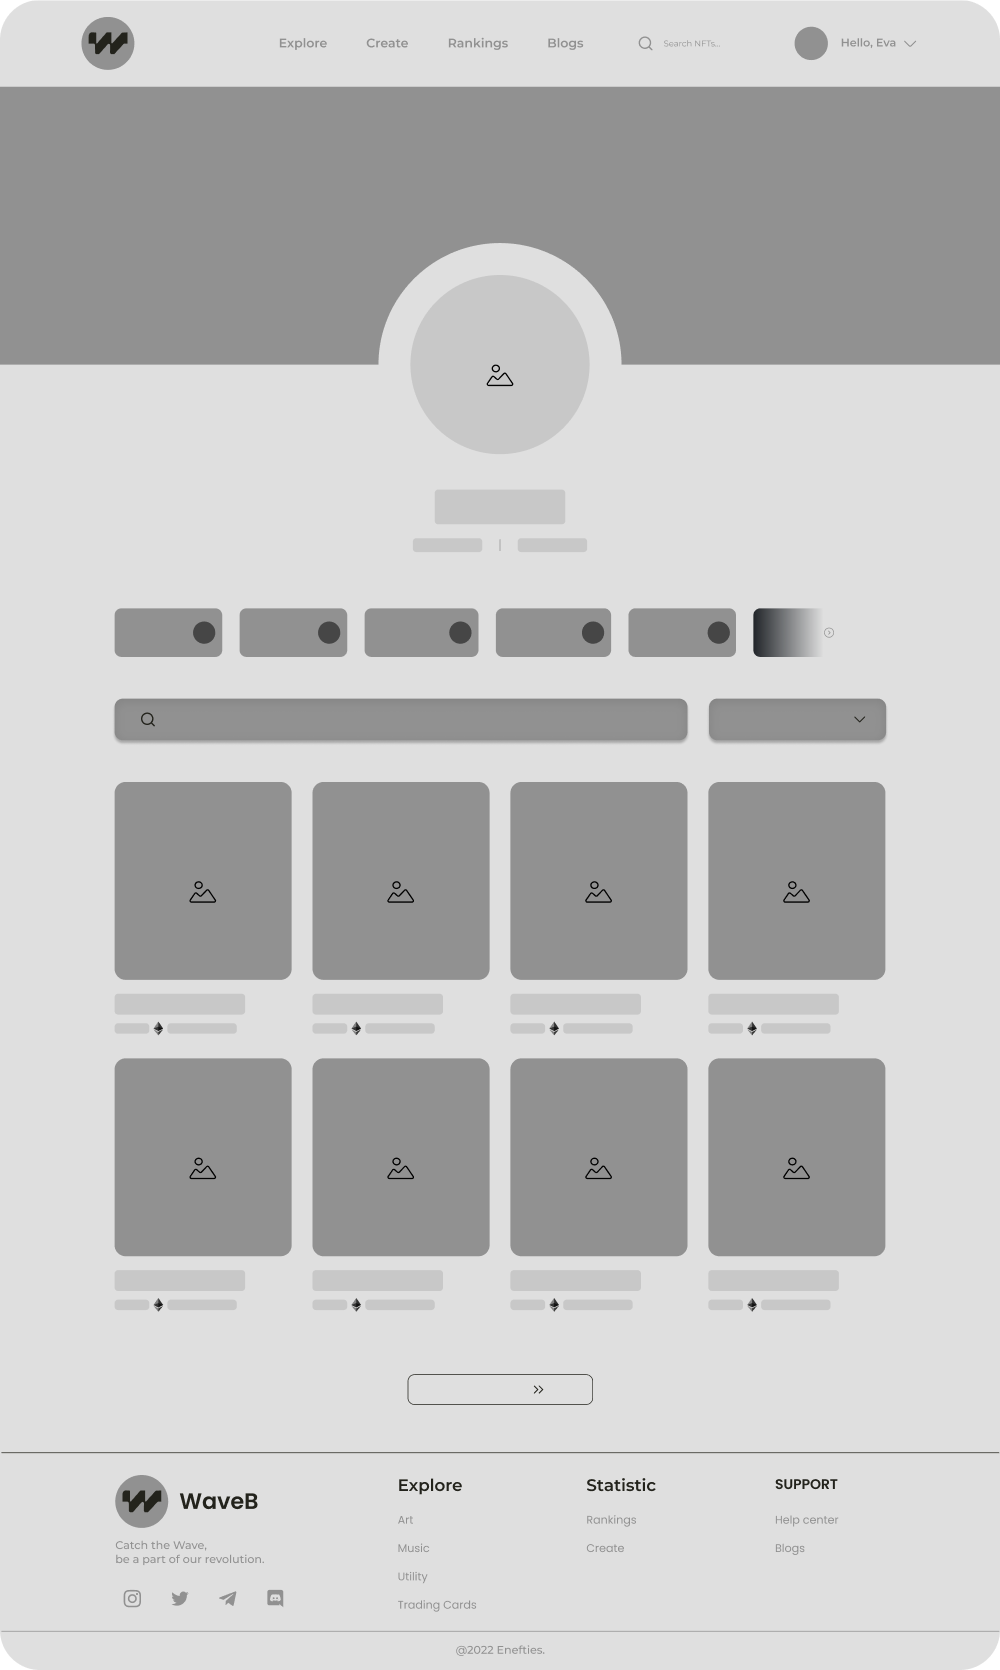 Explore
Create
Rankings
Blogs
Search NFTs...
Hello, Eva
WaveB
Catch the Wave,
be a part of our revolution.
Explore
Art
Music
Utility
Trading Cards
Statistic
Rankings
Create
SUPPORT
Help center
Blogs
@2022 Enefties.